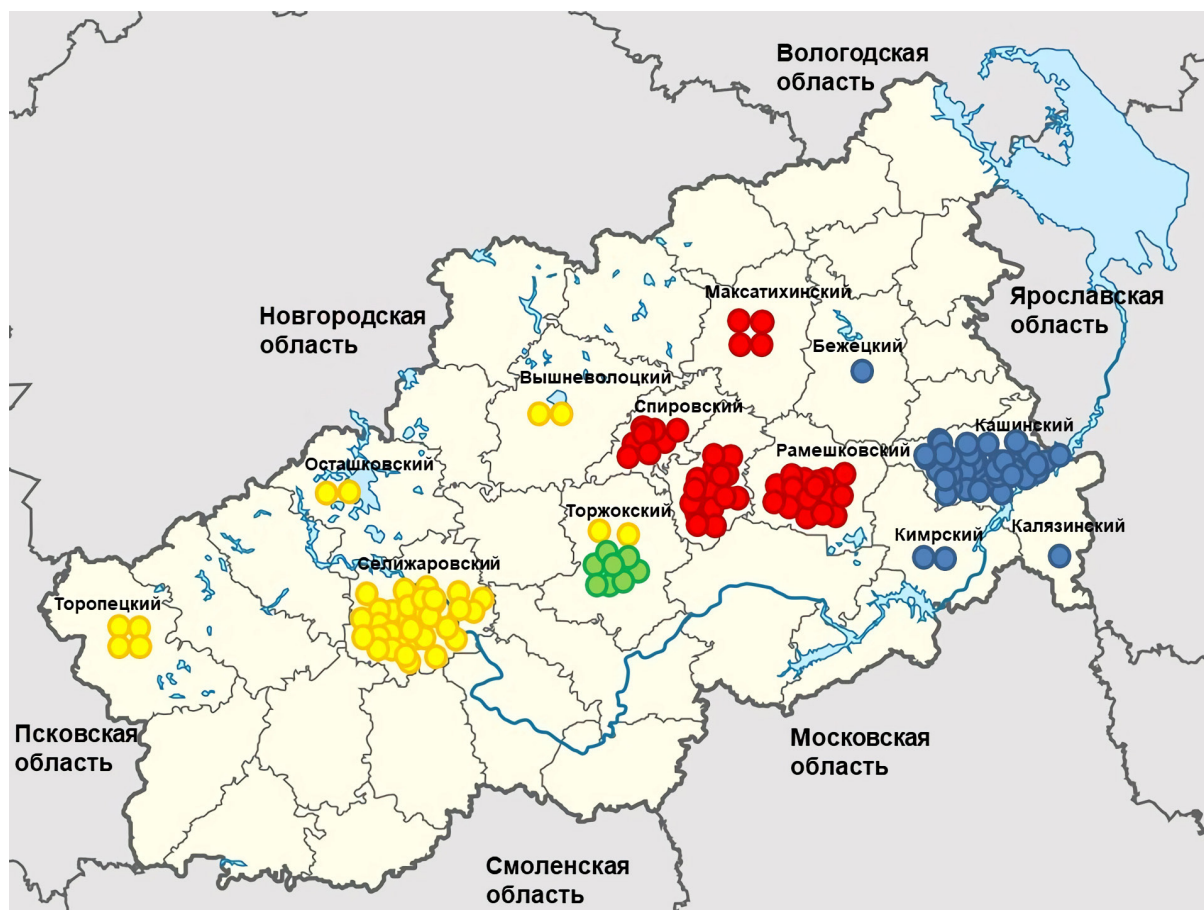 Вологодская
область
Максатихинский
Ярославская
область
Новгородская
область
Бежецкий
Вышневолоцкий
Спировский
Кашинский
Рамешковский
Осташковский
Торжокский
Кимрский
Калязинский
Селижаровский
Торопецкий
Псковская
область
Московская
область
Смоленская
область